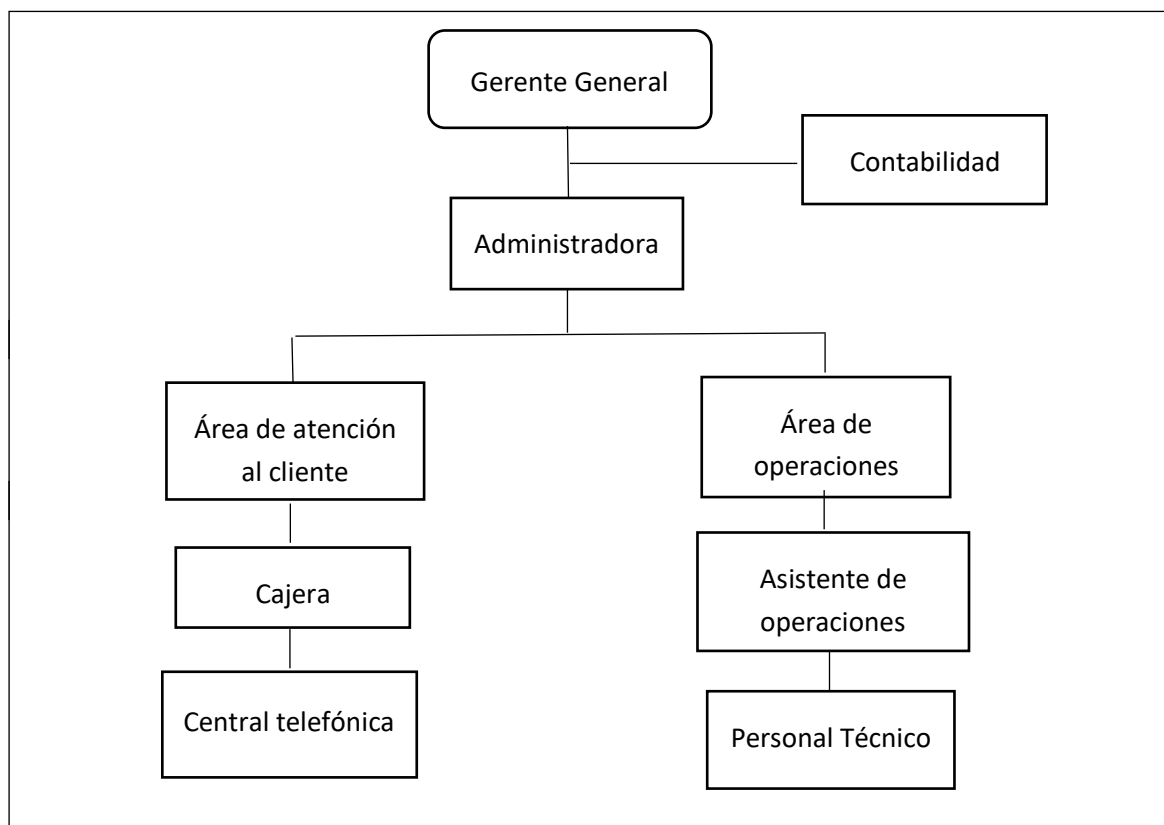 Gerente General
Contabilidad
Administradora
Área de atención
al cliente
Área de
operaciones
Cajera
Asistente de
operaciones
Central telefónica
Personal Técnico